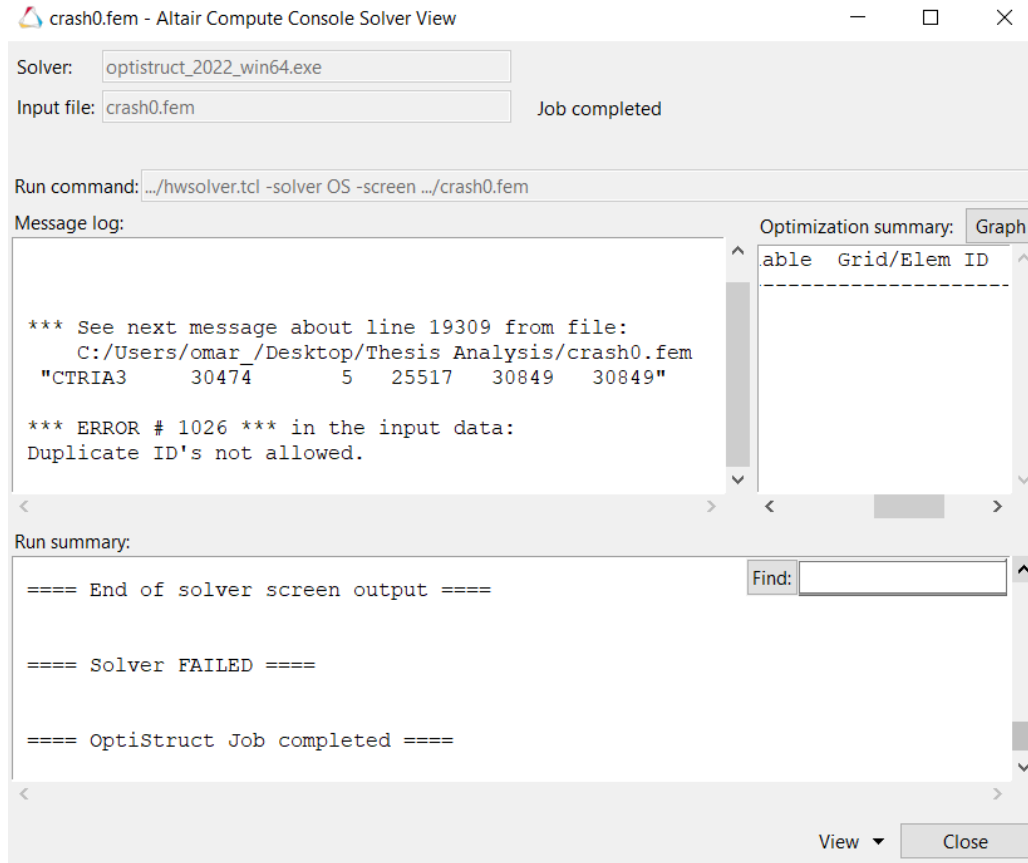 crash0.fem - Altair Compute Console Solver View
Solver: optistruct_2022_win64.exe
Input file: crash0.fem Job completed
Run command: .../hwsolver.tcl -solver OS -screen .../crash0.fem
Message log:
*** See next message about line 19309 from file:
C:/Users/omar_/Desktop/Thesis Analysis/crash0.fem
"CTRIA3 30474 5 25517 30849 30849"
*** ERROR # 1026 *** in the input data:
Duplicate ID's not allowed.
Optimization summary: Graph
able Grid/Elem ID
----------------------
Run summary:
Find:
==== End of solver screen output ====
==== Solver FAILED ====
==== OptiStruct Job completed ====
View Close